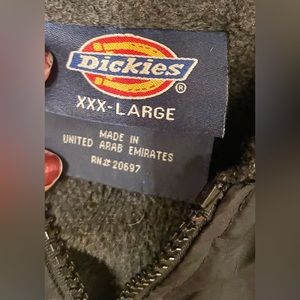 Dickies®
XXX-LARGE
MADE IN
UNITED ARAB EMIRATES
RN# 20697